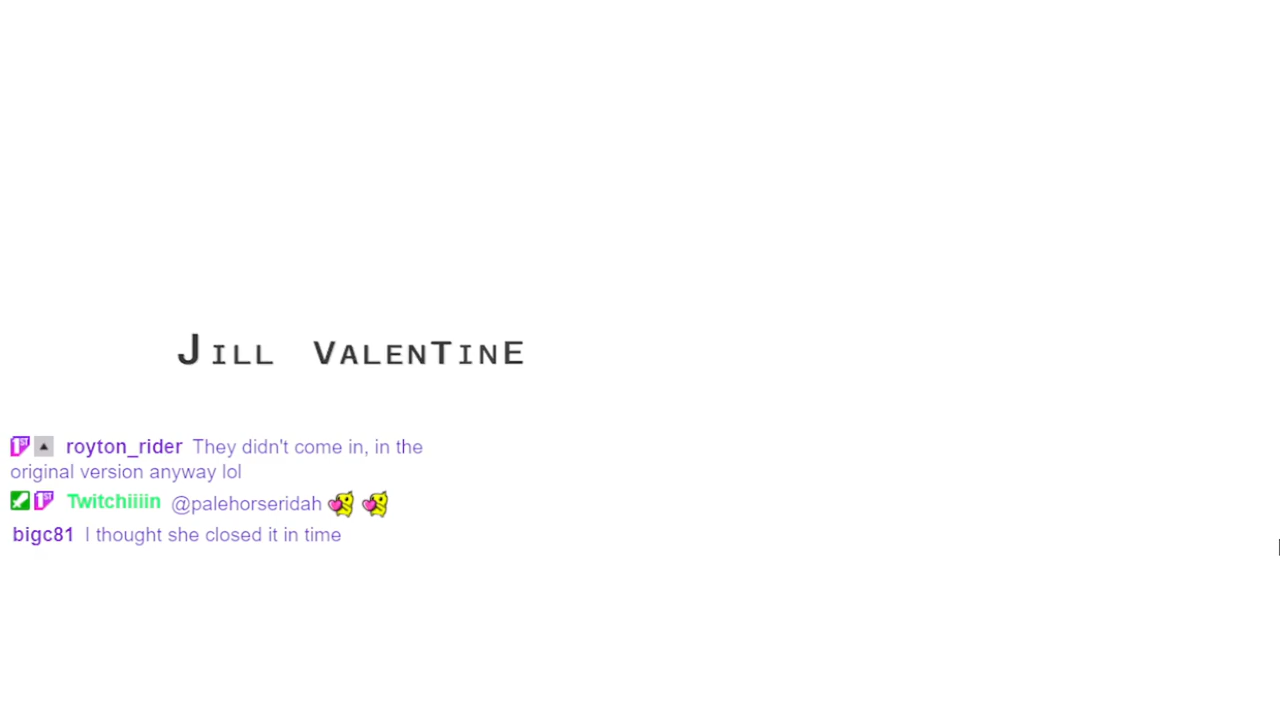 Jill Valentine
royton_rider They didn't come in, in the
original version anyway lol
Twitchiiiin @palehorseridah
bigc81 I thought she closed it in time